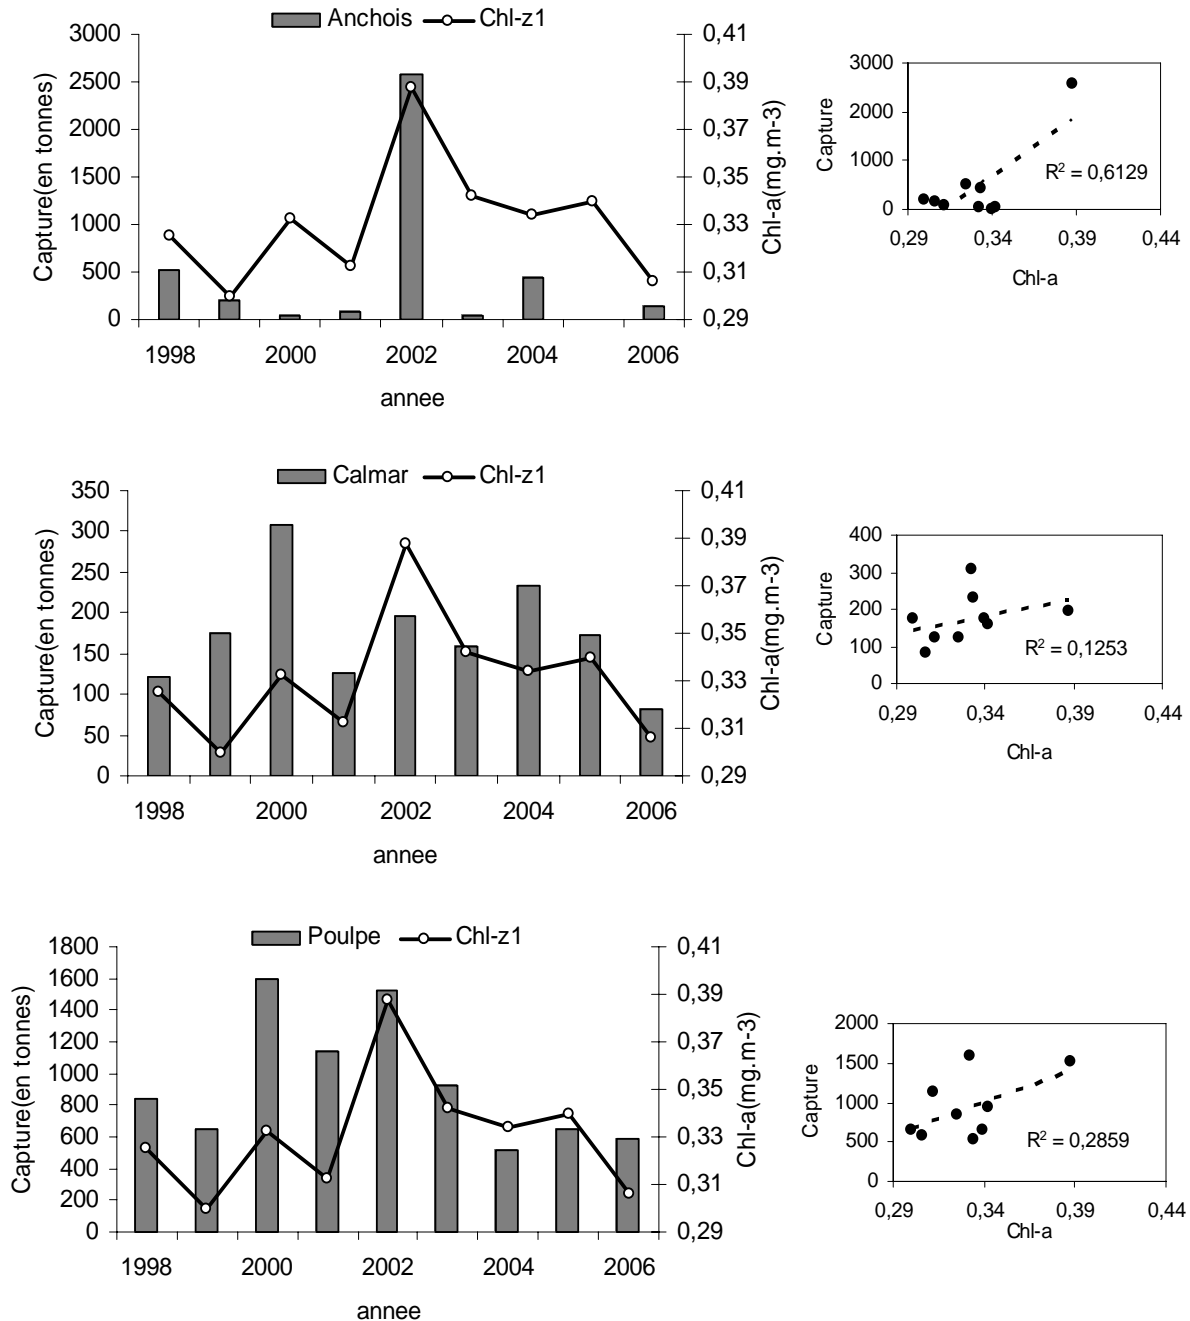 Anchois Chl-z1
Capture(en tonnes)
3000
2500
2000
1500
1000
500
0
0,41
0,39
0,37
0,35
0,33
0,31
0,29
Chl-a(mg.m-3)
1998 2000 2002 2004 2006
annee
Capture
3000
2000
1000
0
R² = 0,6129
0,29 0,34 0,39 0,44
Chl-a
Calmar Chl-z1
Capture(en tonnes)
350
300
250
200
150
100
50
0
0,41
0,39
0,37
0,35
0,33
0,31
0,29
Chl-a(mg.m-3)
1998 2000 2002 2004 2006
annee
Capture
400
300
200
100
0
R² = 0,1253
0,29 0,34 0,39 0,44
Chl-a
Poulpe Chl-z1
Capture(en tonnes)
1800
1600
1400
1200
1000
800
600
400
200
0
0,41
0,39
0,37
0,35
0,33
0,31
0,29
Chl-a(mg.m-3)
1998 2000 2002 2004 2006
annee
Capture
2000
1500
1000
500
0
R² = 0,2859
0,29 0,34 0,39 0,44
Chl-a